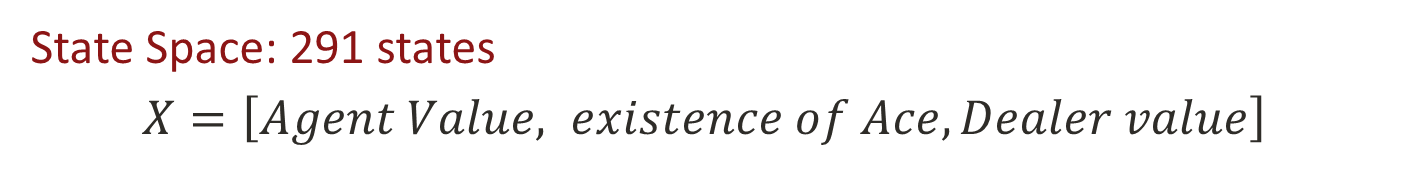 State Space: 291 states
X = [Agent Value, existence of Ace, Dealer value]